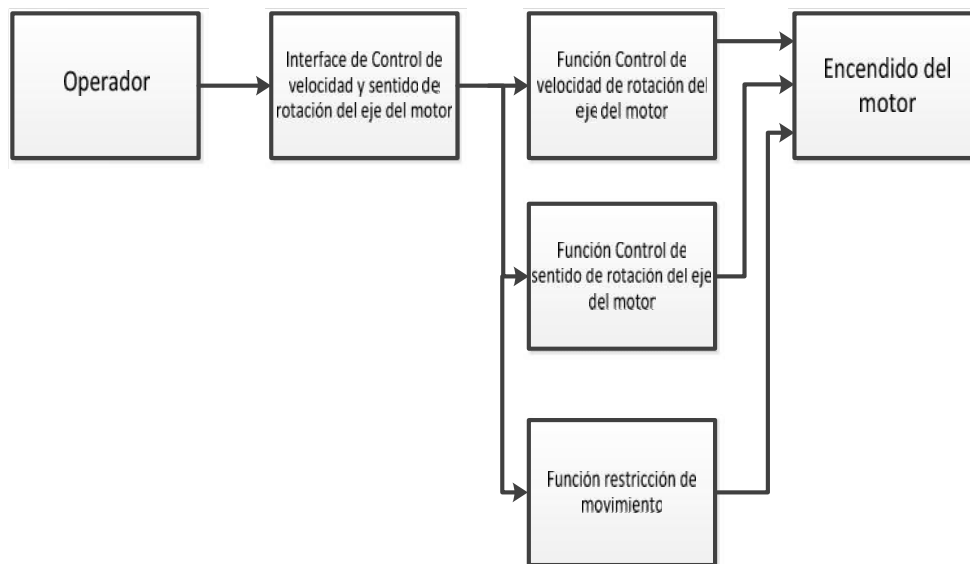 Operador
Interface de Control de
velocidad y sentido de
rotación del eje del motor
Función Control de
velocidad de rotación del
eje del motor
Encendido del
motor
Función Control de
sentido de rotación del eje
del motor
Función restricción de
movimiento